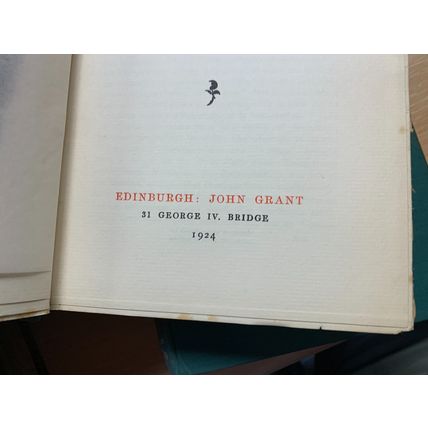 EDINBURGH: JOHN GRANT
31 GEORGE IV. BRIDGE
1924